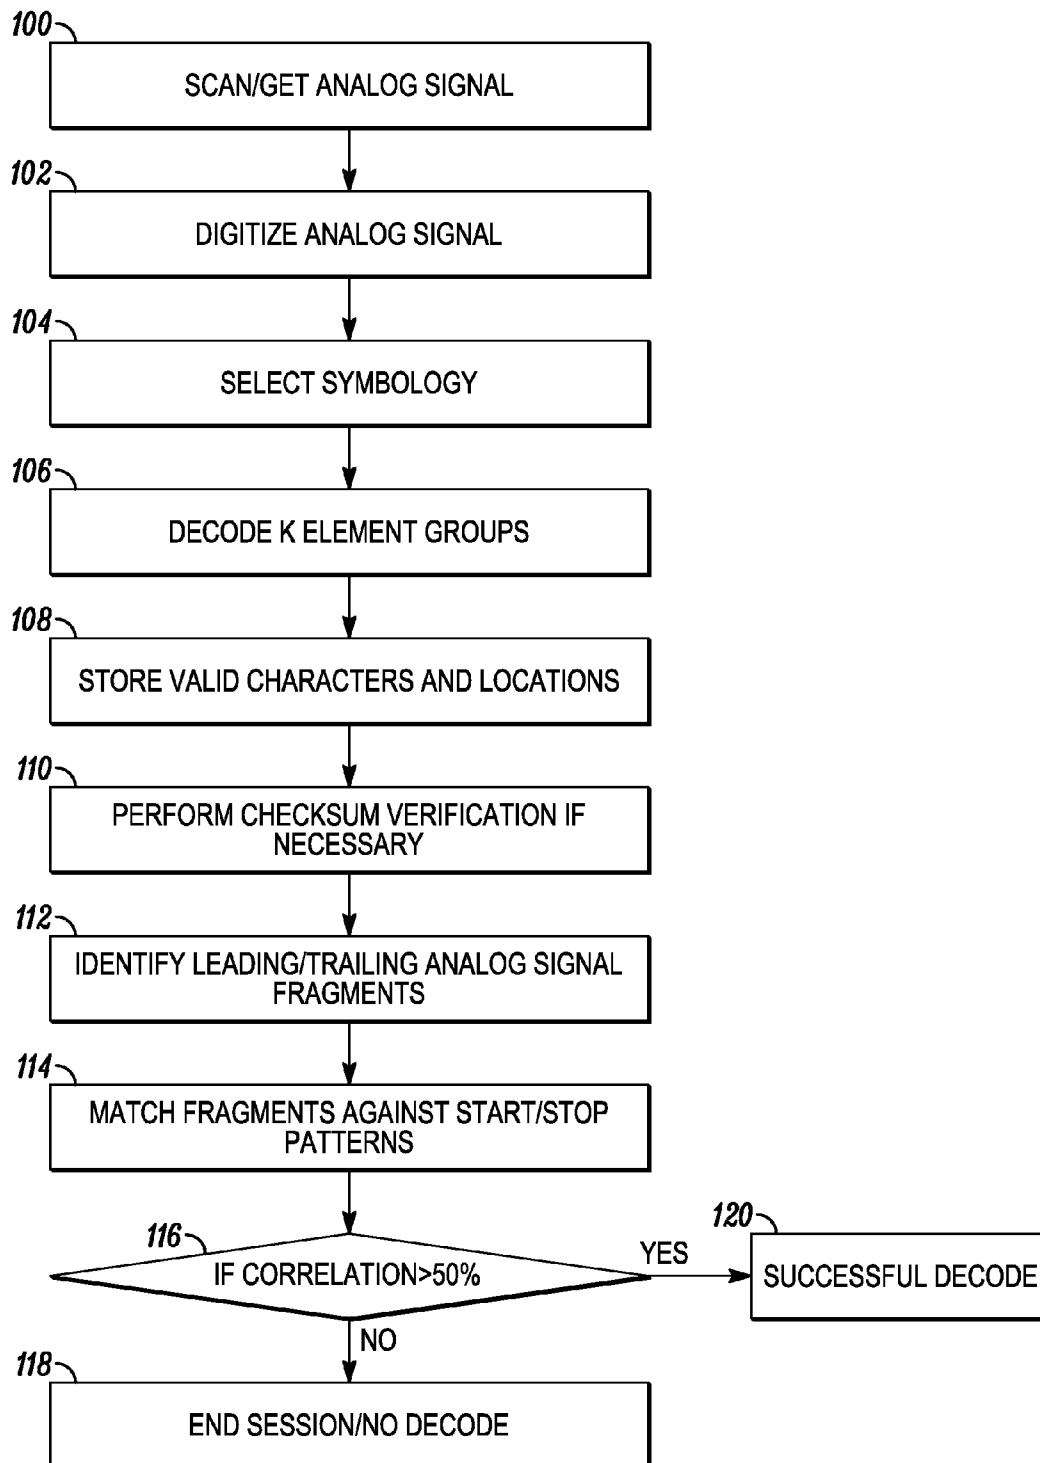 100
SCAN/GET ANALOG SIGNAL
102
DIGITIZE ANALOG SIGNAL
104
SELECT SYMBOLOGY
106
DECODE K ELEMENT GROUPS
108
STORE VALID CHARACTERS AND LOCATIONS
110
PERFORM CHECKSUM VERIFICATION IF
NECESSARY
112
IDENTIFY LEADING/TRAILING ANALOG SIGNAL
FRAGMENTS
114
MATCH FRAGMENTS AGAINST START/STOP
PATTERNS
116
IF CORRELATION>50%
YES
120
SUCCESSFUL DECODE
NO
118
END SESSION/NO DECODE